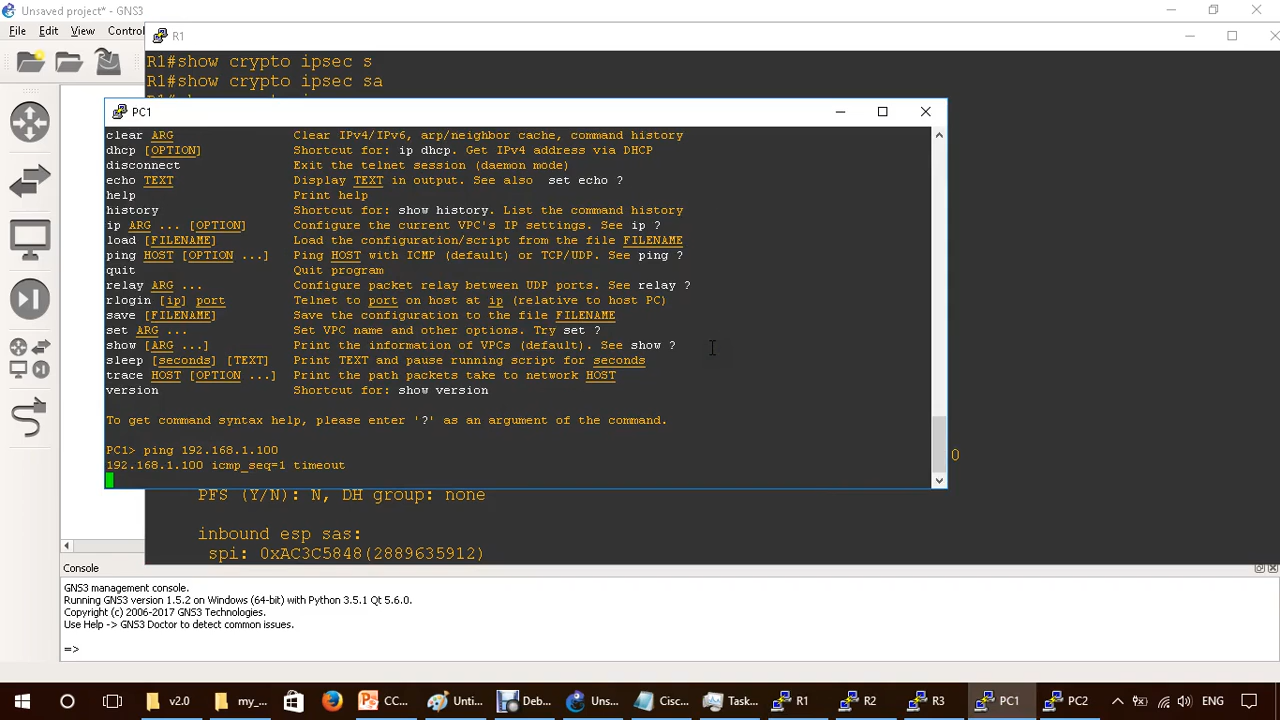 Unsaved project* - GNS3
File Edit View Contro
R1
R1#show crypto ipsec s
R1#show crypto ipsec sa
PC1
clear ARG Clear IPv4/IPv6, arp/neighbor cache, command history
dhcp [OPTION] Shortcut for: ip dhcp. Get IPv4 address via DHCP
disconnect Exit the telnet session (daemon mode)
echo TEXT Display TEXT in output. See also set echo ?
help Print help
history Shortcut for: show history. List the command history
ip ARG ... [OPTION] Configure the current VPC's IP settings. See ip ?
load [FILENAME] Load the configuration/script from the file FILENAME
ping HOST [OPTION ...] Ping HOST with ICMP (default) or TCP/UDP. See ping ?
quit Quit program
relay ARG ... Configure packet relay between UDP ports. See relay ?
rlogin [ip] port Telnet to port on host at ip (relative to host PC)
save [FILENAME] Save the configuration to the file FILENAME
set ARG ... Set VPC name and other options. Try set ?
show [ARG ...] Print the information of VPCs (default). See show ?
sleep [seconds] [TEXT] Print TEXT and pause running script for seconds
trace HOST [OPTION ...] Print the path packets take to network HOST
version Shortcut for: show version
To get command syntax help, please enter '?' as an argument of the command.
PC1> ping 192.168.1.100
192.168.1.100 icmp_seq=1 timeout
0
PFS (Y/N): N, DH group: none
inbound esp sas:
spi: 0xAC3C5848(2889635912)
Console
GNS3 management console.
Running GNS3 version 1.5.2 on Windows (64-bit) with Python 3.5.1 Qt 5.6.0.
Copyright (c) 2006-2017 GNS3 Technologies.
Use Help -> GNS3 Doctor to detect common issues.
=>
v2.0 my_... CC... Unti... Deb... Uns... Cisc... Task... R1 R2 R3 PC1 PC2 ENG